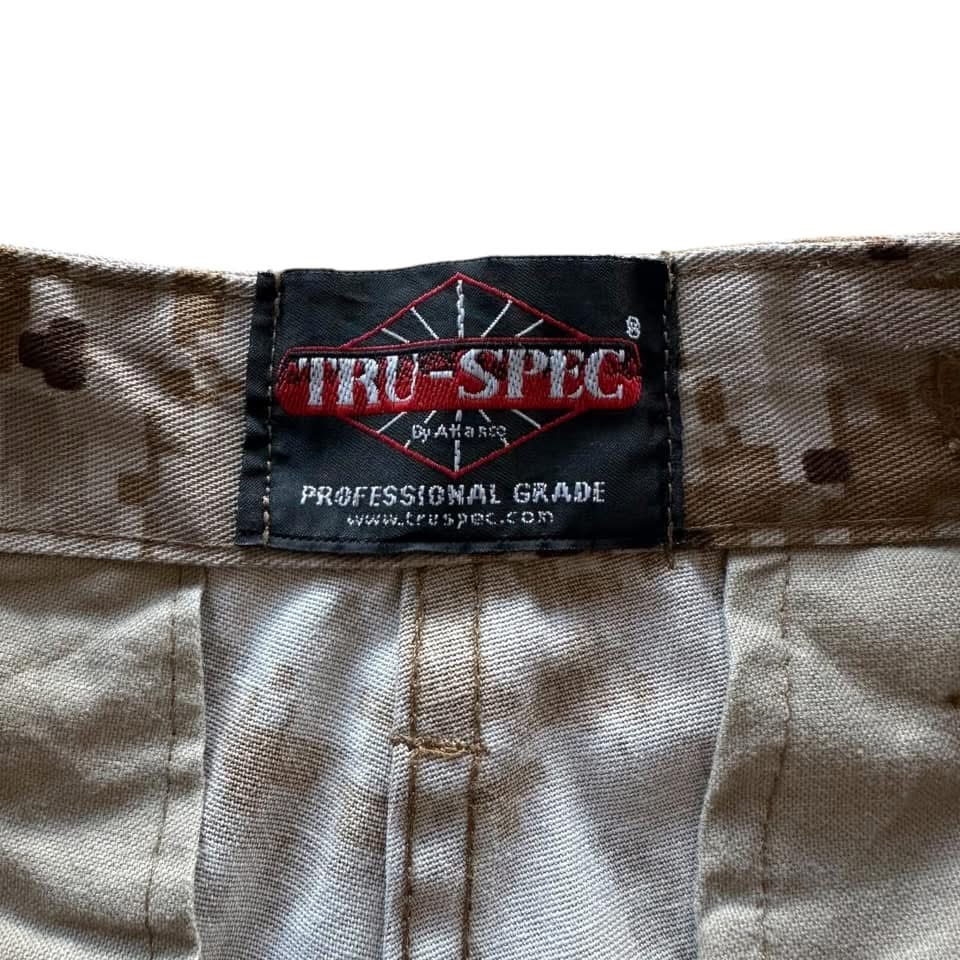 TRU-SPEC®
By Atlanco
PROFESSIONAL GRADE
www.truspec.com